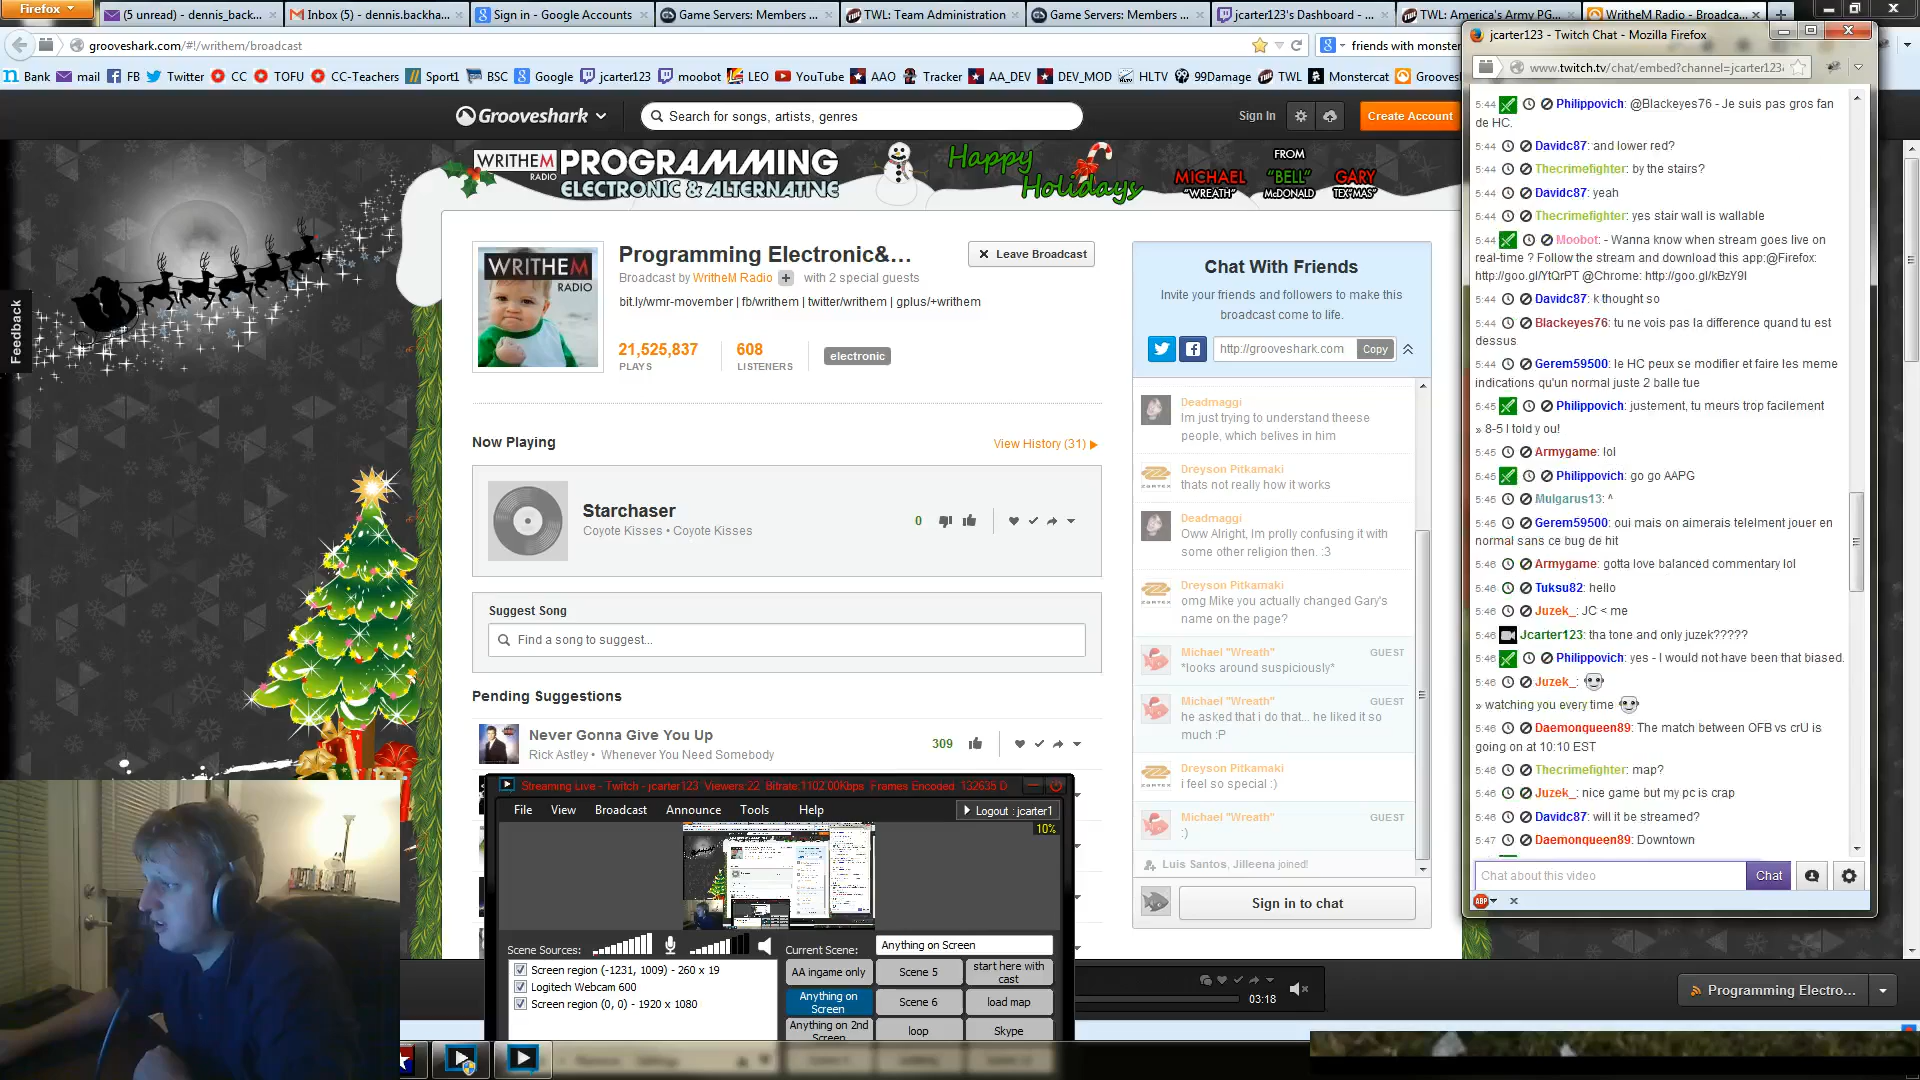 Firefox
(5 unread) - dennis_back...
Inbox (5) - dennis.backha...
Sign in - Google Accounts
Game Servers: Members ...
TWL: Team Administration
Game Servers: Members ...
jcarter123's Dashboard - ...
TWL: America's Army PG...
WritheM Radio - Broadca...
grooveshark.com/#!/writhem/broadcast
friends with monster
Bank
mail
FB
Twitter
CC
TOFU
CC-Teachers
Sport1
BSC
Google
jcarter123
moobot
LEO
YouTube
AAO
Tracker
AA_DEV
DEV_MOD
HLTV
99Damage
TWL
Monstercat
Groovesh
Grooveshark
Search for songs, artists, genres
Sign In
Create Account
WRITHEM RADIO
PROGRAMMING
ELECTRONIC & ALTERNATIVE
Happy Holidays
FROM
MICHAEL "WREATH"
"BELL" McDONALD
GARY TEX"MAS"
Feedback
WRITHEM
RADIO
Programming Electronic&...
Leave Broadcast
Broadcast by WritheM Radio + with 2 special guests
bit.ly/wmr-movember | fb/writhem | twitter/writhem | gplus/+writhem
21,525,837
PLAYS
608
LISTENERS
electronic
Now Playing
View History (31)
Starchaser
Coyote Kisses • Coyote Kisses
0
Suggest Song
Find a song to suggest...
Pending Suggestions
Never Gonna Give You Up
Rick Astley • Whenever You Need Somebody
309
Chat With Friends
Invite your friends and followers to make this
broadcast come to life.
http://grooveshark.com
Copy
Deadmaggi
Im just trying to understand theese
people, which belives in him
Dreyson Pitkamaki
thats not really how it works
Deadmaggi
Oww Alright, Im prolly confusing it with
some other religion then. :3
Dreyson Pitkamaki
omg Mike you actually changed Gary's
name on the page?
Michael "Wreath" GUEST
*looks around suspiciously*
Michael "Wreath" GUEST
he asked that i do that... he liked it so
much :P
Dreyson Pitkamaki
i feel so special :)
Michael "Wreath" GUEST
:)
Luis Santos, Jilleena joined!
Sign in to chat
Streaming Live - Twitch - jcarter123 Viewers:22 Bitrate:1102.00Kbps Frames Encoded 132635 D
File
View
Broadcast
Announce
Tools
Help
Logout : jcarter1
10%
Scene Sources:
Current Scene:
Anything on Screen
Screen region (-1231, 1009) - 260 x 19
Logitech Webcam 600
Screen region (0, 0) - 1920 x 1080
AA ingame only
Scene 5
start here with cast
Anything on Screen
Scene 6
load map
Anything on 2nd Screen
loop
Skype
03:18
Programming Electro...
jcarter123 - Twitch Chat - Mozilla Firefox
www.twitch.tv/chat/embed?channel=jcarter123
5:44 Philippovich: @Blackeyes76 - Je suis pas gros fan
de HC.
5:44 Davidc87: and lower red?
5:44 Thecrimefighter: by the stairs?
5:44 Davidc87: yeah
5:44 Thecrimefighter: yes stair wall is wallable
5:44 Moobot: - Wanna know when stream goes live on
real-time ? Follow the stream and download this app:@Firefox:
http://goo.gl/YtQrPT @Chrome: http://goo.gl/kBzY9I
5:44 Davidc87: k thought so
5:44 Blackeyes76: tu ne vois pas la difference quand tu est
dessus
5:44 Gerem59500: le HC peux se modifier et faire les meme
indications qu'un normal juste 2 balle tue
5:45 Philippovich: justement, tu meurs trop facilement
» 8-5 I told you!
5:45 Armygame: lol
5:45 Philippovich: go go AAPG
5:45 Mulgarus13: ^
5:46 Gerem59500: oui mais on aimerais telelment jouer en
normal sans ce bug de hit
5:46 Armygame: gotta love balanced commentary lol
5:46 Tuksu82: hello
5:46 Juzek_: JC < me
5:46 Jcarter123: tha tone and only juzek?????
5:46 Philippovich: yes - I would not have been that biased.
5:46 Juzek_:
» watching you every time
5:46 Daemonqueen89: The match between OFB vs crU is
going on at 10:10 EST
5:46 Thecrimefighter: map?
5:46 Juzek_: nice game but my pc is crap
5:46 Davidc87: will it be streamed?
5:47 Daemonqueen89: Downtown
Chat about this video
Chat
ABP